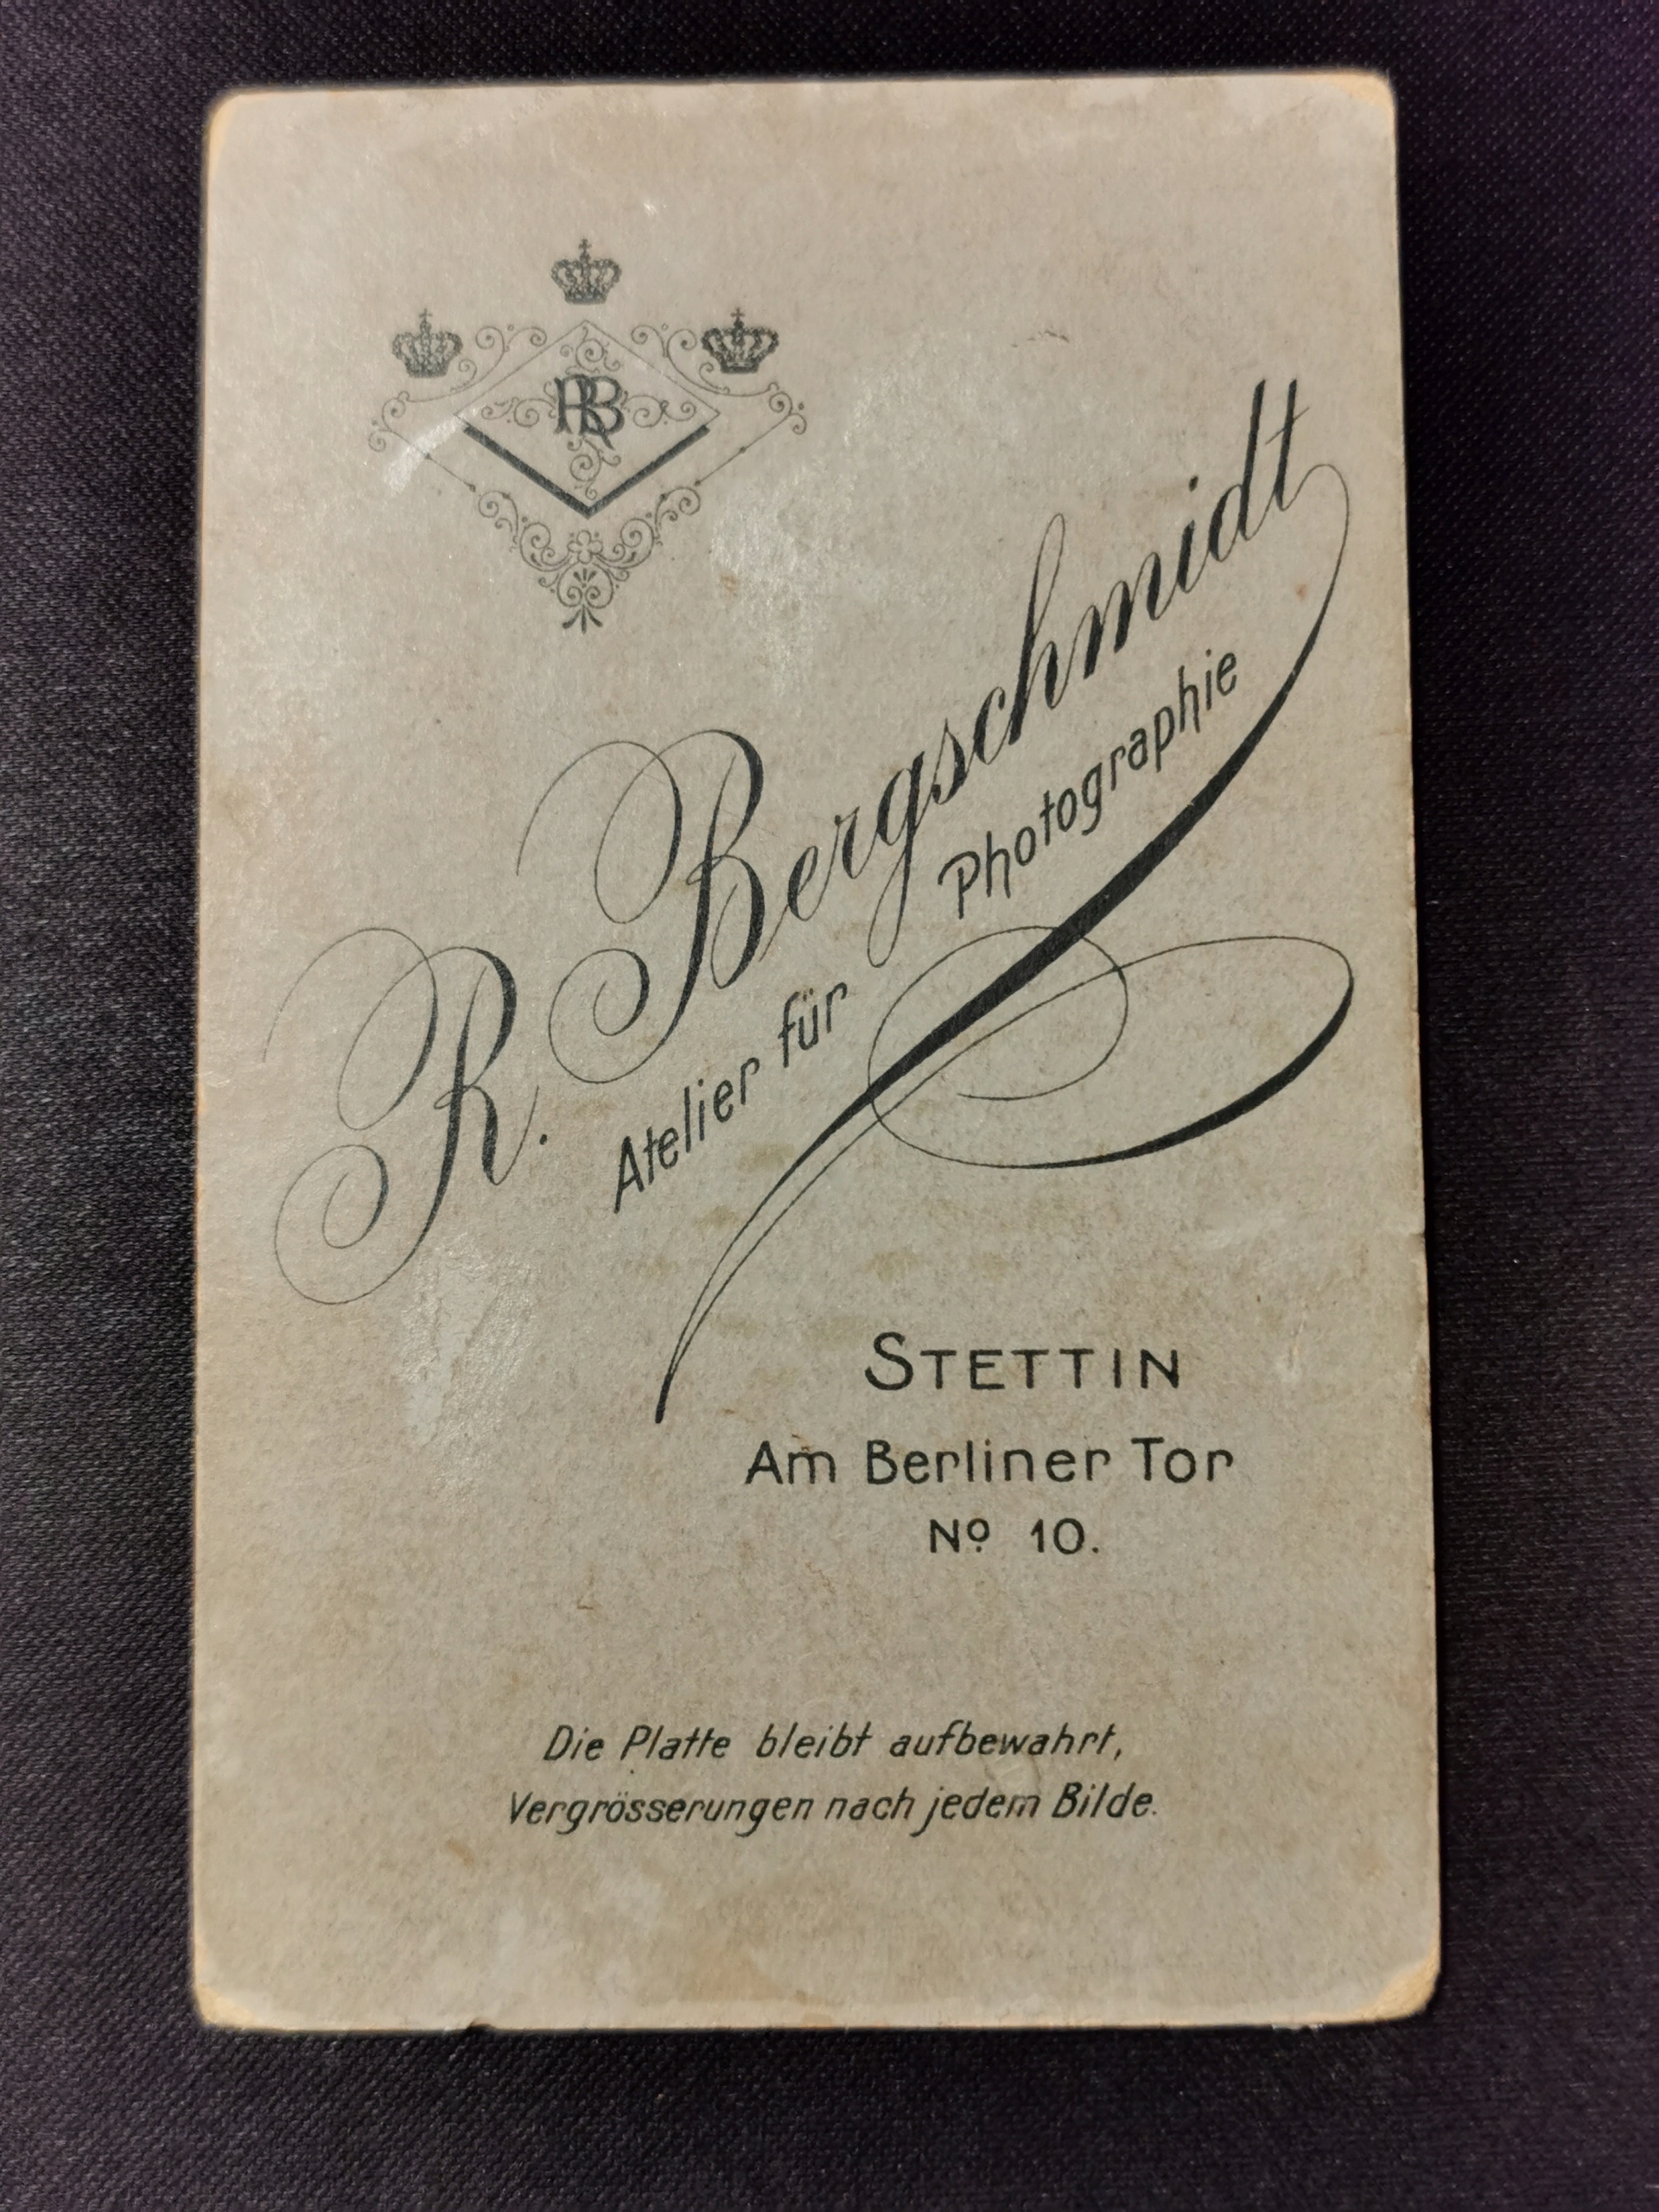 RB
R. Bergschmidt
Atelier für Photographie
STETTIN
Am Berliner Tor
Nº 10.
Die Platte bleibt aufbewahrt,
Vergrösserungen nach jedem Bilde.